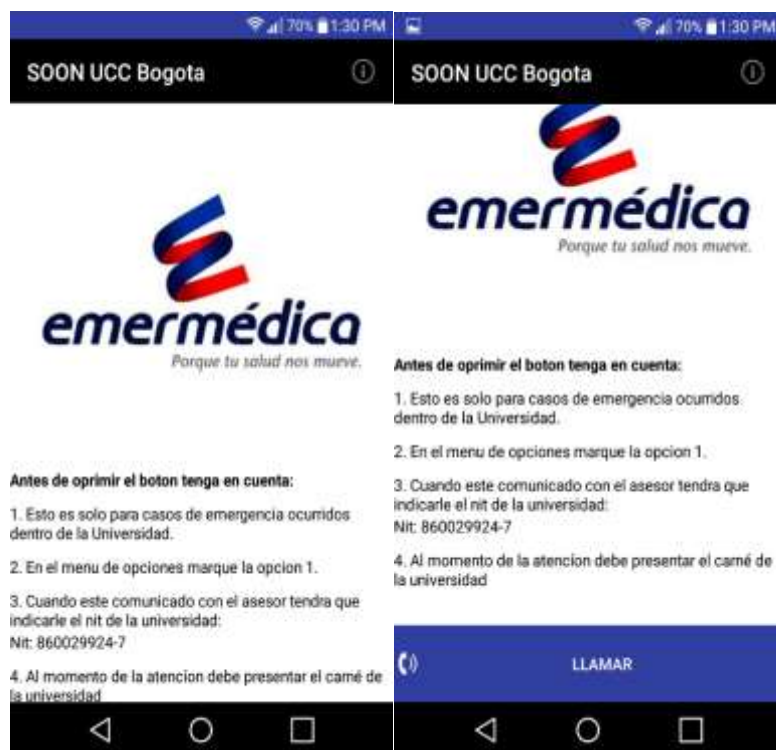 70% 1:30 PM
SOON UCC Bogota
emermédica
Porque tu salud nos mueve.
Antes de oprimir el boton tenga en cuenta:
1. Esto es solo para casos de emergencia ocurridos
dentro de la Universidad.
2. En el menu de opciones marque la opcion 1.
3. Cuando este comunicado con el asesor tendra que
indicarle el nit de la universidad:
Nit: 860029924-7
4. Al momento de la atencion debe presentar el carné de
la universidad
70% 1:30 PM
SOON UCC Bogota
emermédica
Porque tu salud nos mueve.
Antes de oprimir el boton tenga en cuenta:
1. Esto es solo para casos de emergencia ocurridos
dentro de la Universidad.
2. En el menu de opciones marque la opcion 1.
3. Cuando este comunicado con el asesor tendra que
indicarle el nit de la universidad:
Nit: 860029924-7
4. Al momento de la atencion debe presentar el carné de
la universidad
LLAMAR